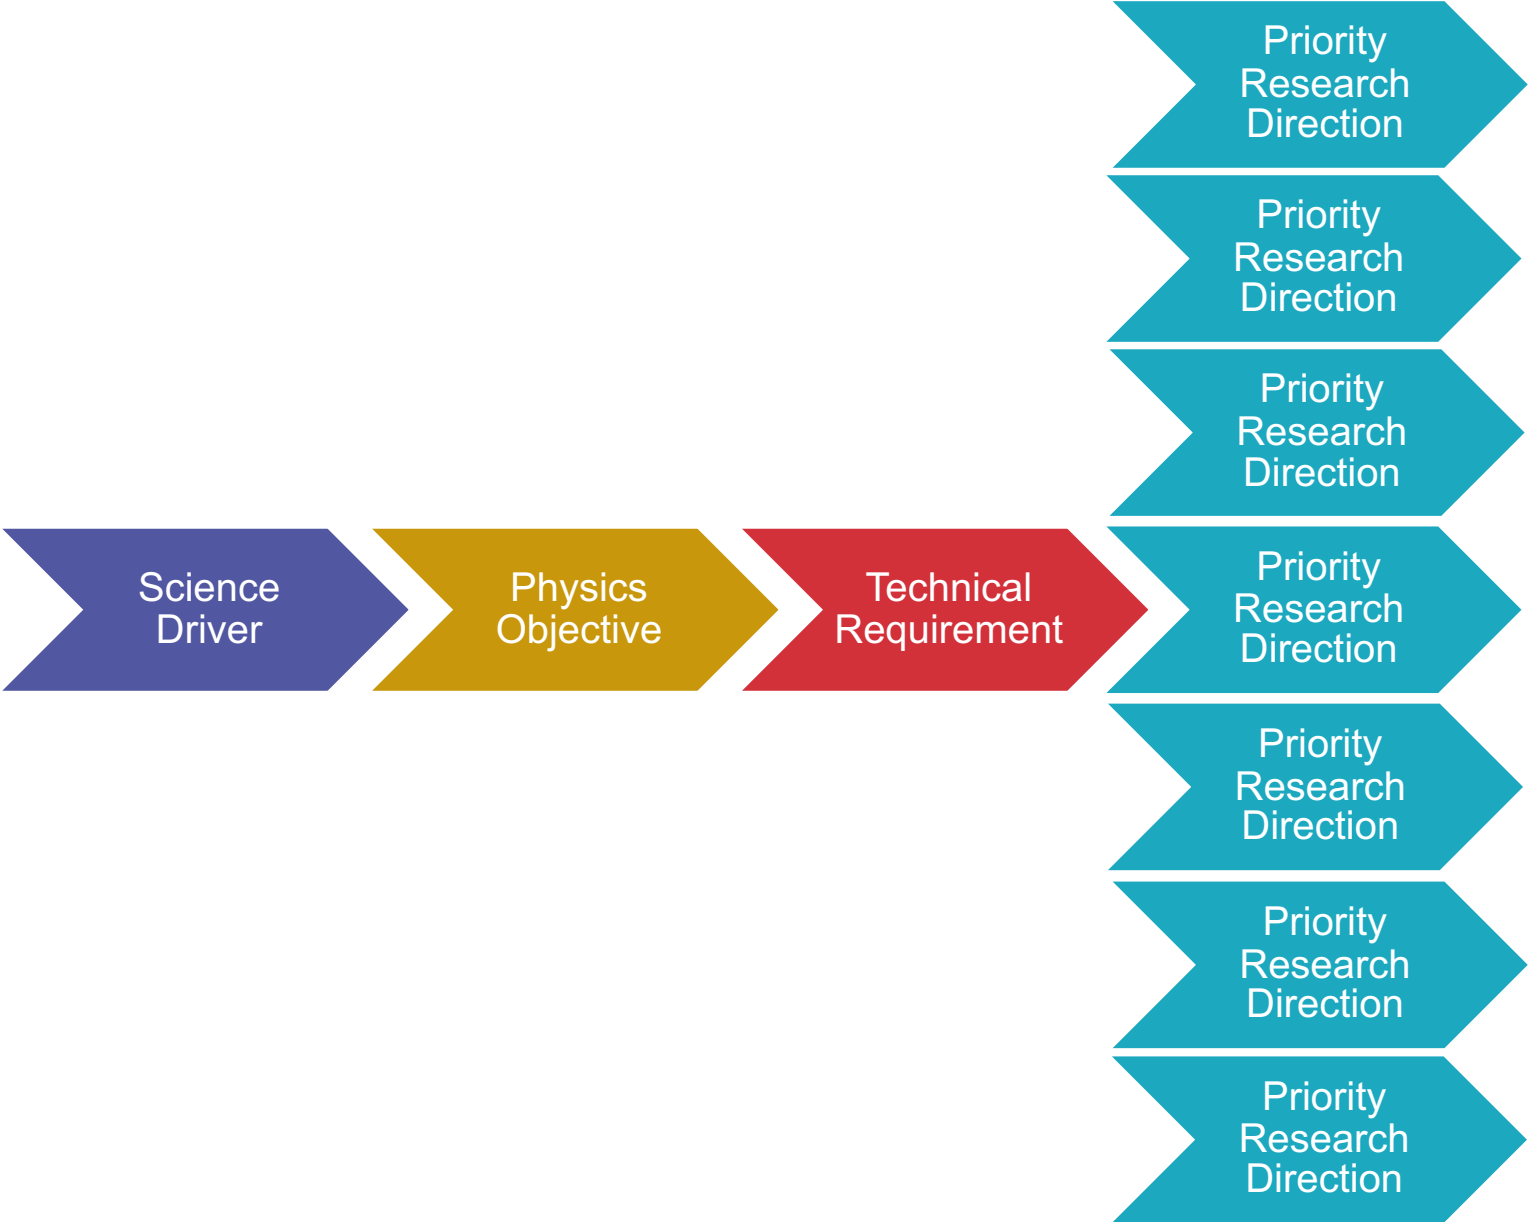 Priority
Research
Direction
Priority
Research
Direction
Priority
Research
Direction
Science
Driver
Physics
Objective
Technical
Requirement
Priority
Research
Direction
Priority
Research
Direction
Priority
Research
Direction
Priority
Research
Direction